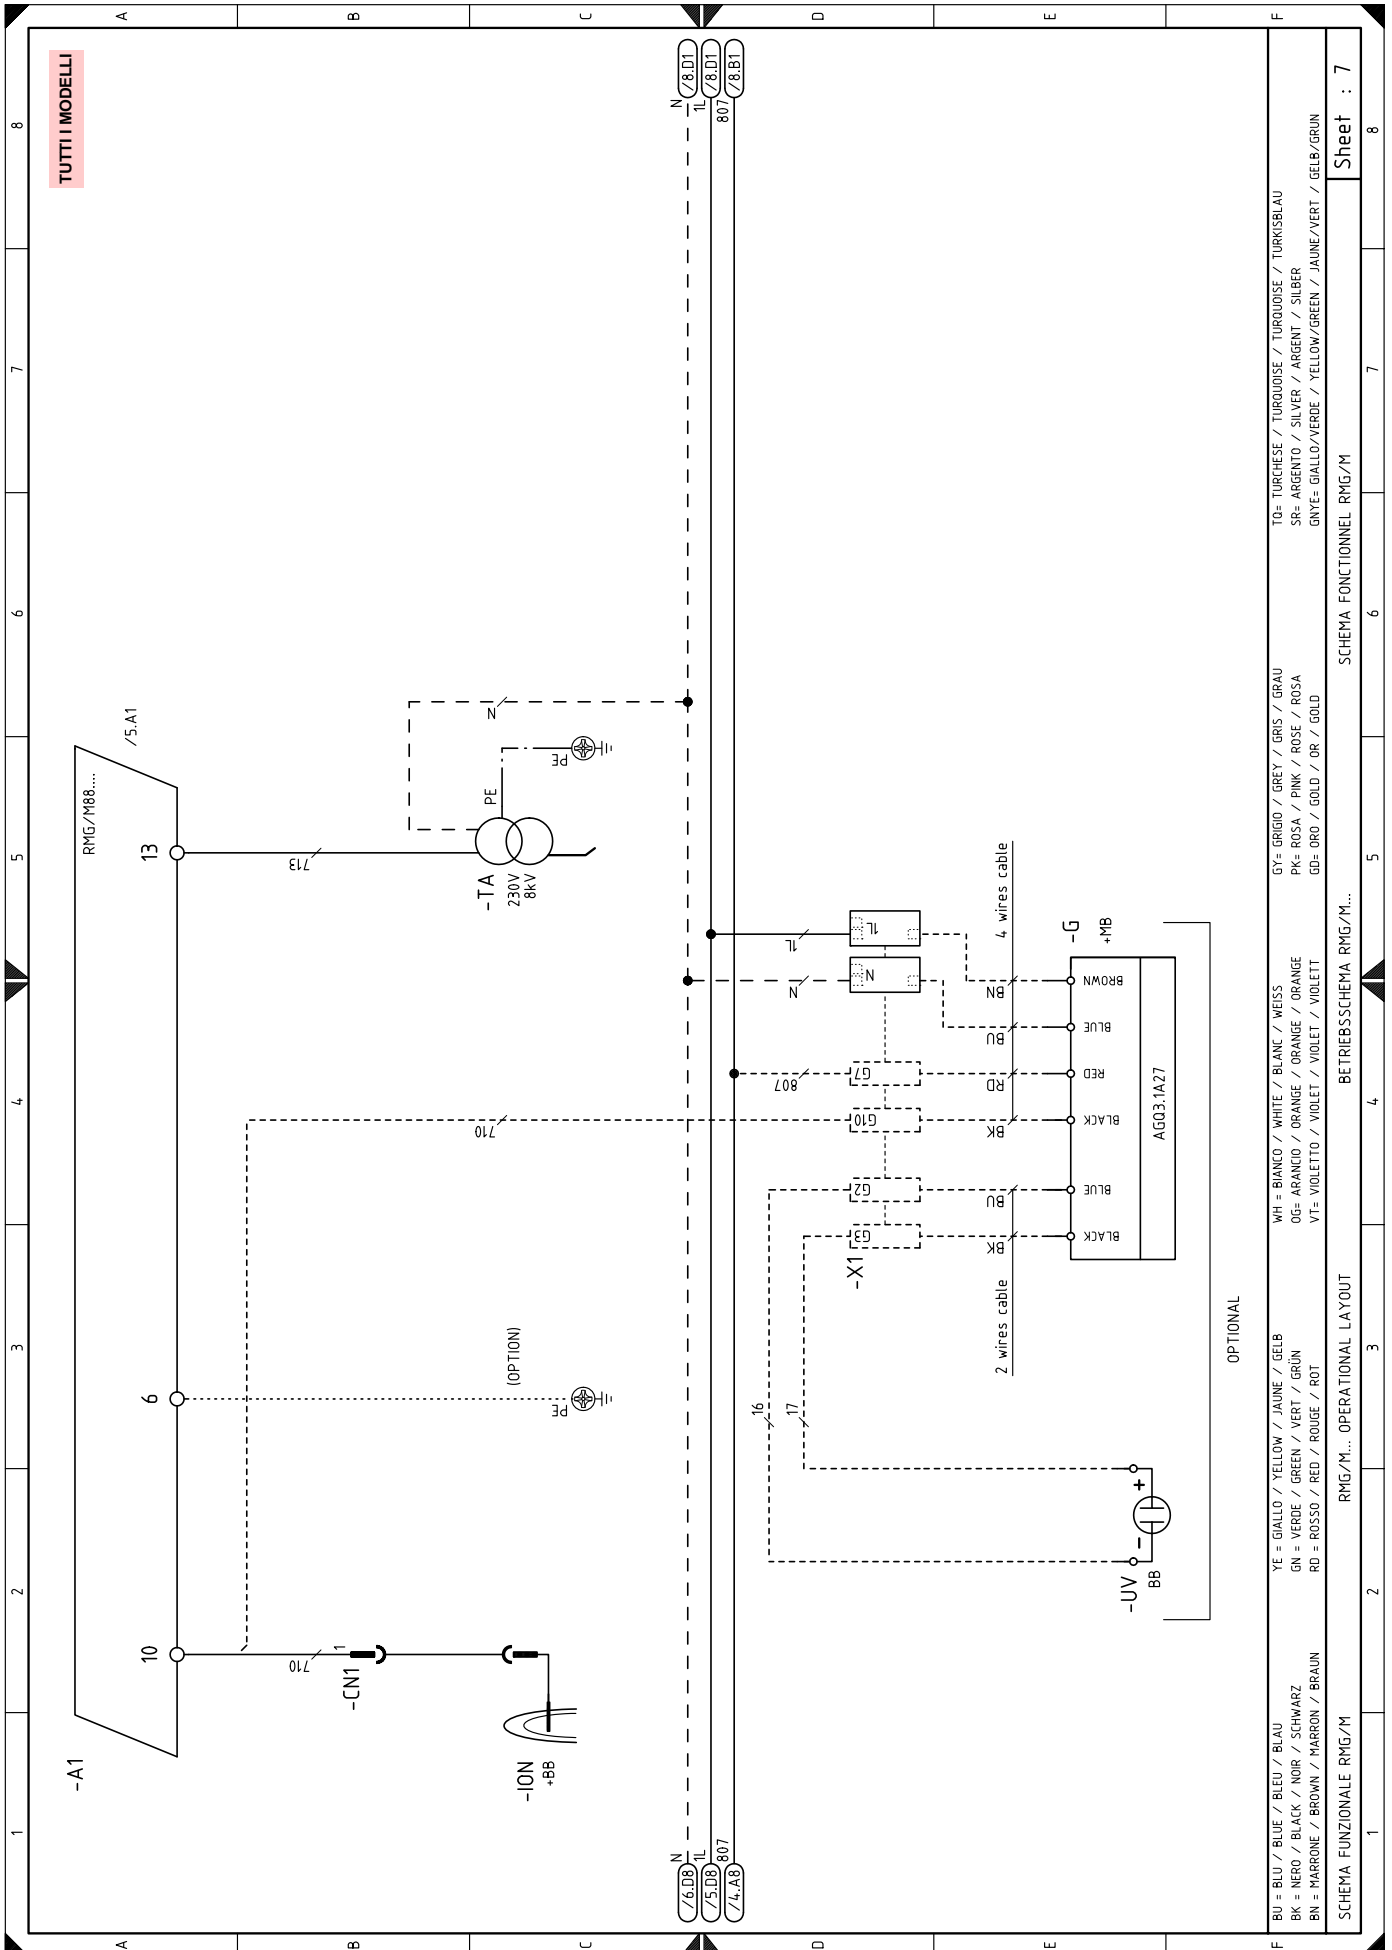 1 2 3 4 5 6 7 8
A
B
C
D
E
F
TUTTI I MODELLI
-A1
RMG/M88....
/5.A1
10
6
13
710
1
-CN1
-ION
+BB
710
(OPTION)
PE
713
-TA
230V
8kV
PE
PE
N
/6.D8 N
/5.D8 1L
/4.A8 807
N /8.D1
1L /8.D1
807 /8.B1
16
17
807
N
1L
-X1
G3
G2
G10
G7
N
1L
BK
BU
BK
RD
BU
BN
2 wires cable
4 wires cable
BLACK
BLUE
BLACK
RED
BLUE
BROWN
-G
+MB
AGQ3.1A27
-UV
BB
- +
OPTIONAL
BU = BLU / BLUE / BLEU / BLAU
BK = NERO / BLACK / NOIR / SCHWARZ
BN = MARRONE / BROWN / MARRON / BRAUN
YE = GIALLO / YELLOW / JAUNE / GELB
GN = VERDE / GREEN / VERT / GRÜN
RD = ROSSO / RED / ROUGE / ROT
WH = BIANCO / WHITE / BLANC / WEISS
OG= ARANCIO / ORANGE / ORANGE / ORANGE
VT= VIOLETTO / VIOLET / VIOLET / VIOLETT
GY= GRIGIO / GREY / GRIS / GRAU
PK= ROSA / PINK / ROSE / ROSA
GD= ORO / GOLD / OR / GOLD
TQ= TURCHESE / TURQUOISE / TURQUOISE / TURKISBLAU
SR= ARGENTO / SILVER / ARGENT / SILBER
GNYE= GIALLO/VERDE / YELLOW/GREEN / JAUNE/VERT / GELB/GRUN
SCHEMA FUNZIONALE RMG/M
RMG/M... OPERATIONAL LAYOUT
BETRIEBSSCHEMA RMG/M...
SCHEMA FONCTIONNEL RMG/M
Sheet : 7
A
B
C
D
E
F
1 2 3 4 5 6 7 8